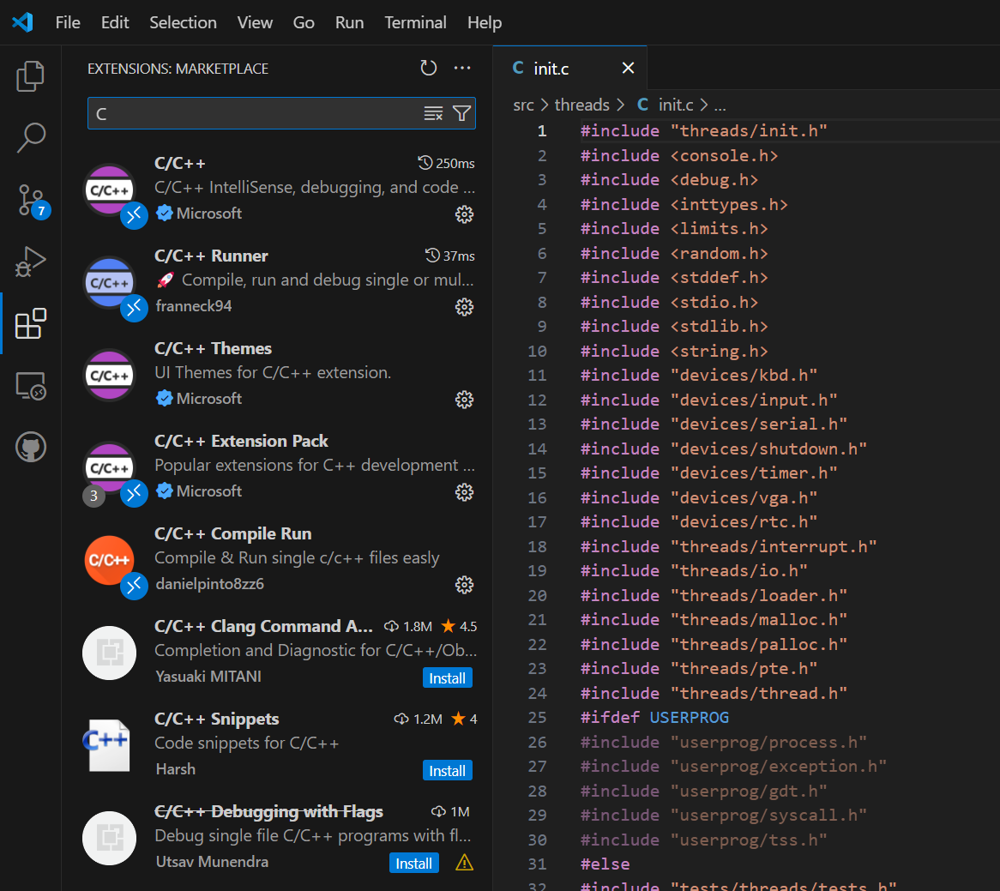 File Edit Selection View Go Run Terminal Help
EXTENSIONS: MARKETPLACE
C
C/C++ 250ms
C/C++ IntelliSense, debugging, and code ...
Microsoft
C/C++ Runner 37ms
🚀 Compile, run and debug single or mul...
franneck94
C/C++ Themes
UI Themes for C/C++ extension.
Microsoft
C/C++ Extension Pack
Popular extensions for C++ development ...
3 Microsoft
C/C++ Compile Run
Compile & Run single c/c++ files easly
danielpinto8zz6
C/C++ Clang Command A... 1.8M ★ 4.5
Completion and Diagnostic for C/C++/Ob...
Yasuaki MITANI Install
C/C++ Snippets 1.2M ★ 4
Code snippets for C/C++
Harsh Install
C/C++ Debugging with Flags 1M
Debug single file C/C++ programs with fl...
Utsav Munendra Install
7
C/C++
C/C++
C/C++
C/C++
C/C++
C++
C init.c
src > threads > C init.c > ...
1 #include "threads/init.h"
2 #include <console.h>
3 #include <debug.h>
4 #include <inttypes.h>
5 #include <limits.h>
6 #include <random.h>
7 #include <stddef.h>
8 #include <stdio.h>
9 #include <stdlib.h>
10 #include <string.h>
11 #include "devices/kbd.h"
12 #include "devices/input.h"
13 #include "devices/serial.h"
14 #include "devices/shutdown.h"
15 #include "devices/timer.h"
16 #include "devices/vga.h"
17 #include "devices/rtc.h"
18 #include "threads/interrupt.h"
19 #include "threads/io.h"
20 #include "threads/loader.h"
21 #include "threads/malloc.h"
22 #include "threads/palloc.h"
23 #include "threads/pte.h"
24 #include "threads/thread.h"
25 #ifdef USERPROG
26 #include "userprog/process.h"
27 #include "userprog/exception.h"
28 #include "userprog/gdt.h"
29 #include "userprog/syscall.h"
30 #include "userprog/tss.h"
31 #else
32 #include "tests/threads/tests.h"